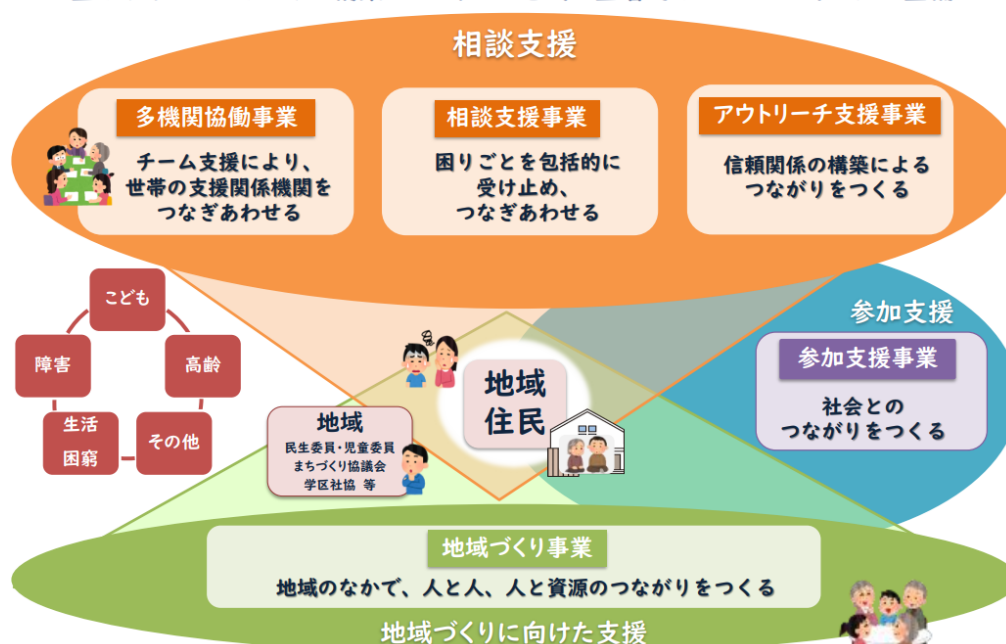 相談支援
多機関協働事業
チーム支援により、
世帯の支援関係機関を
つなぎあわせる
相談支援事業
困りごとを包括的に
受け止め、
つなぎあわせる
アウトリーチ支援事業
信頼関係の構築による
つながりをつくる
こども
障害
高齢
生活
困窮
その他
参加支援
参加支援事業
社会との
つながりをつくる
地域
住民
地域
民生委員・児童委員
まちづくり協議会
学区社協 等
地域づくり事業
地域のなかで、人と人、人と資源のつながりをつくる
地域づくりに向けた支援